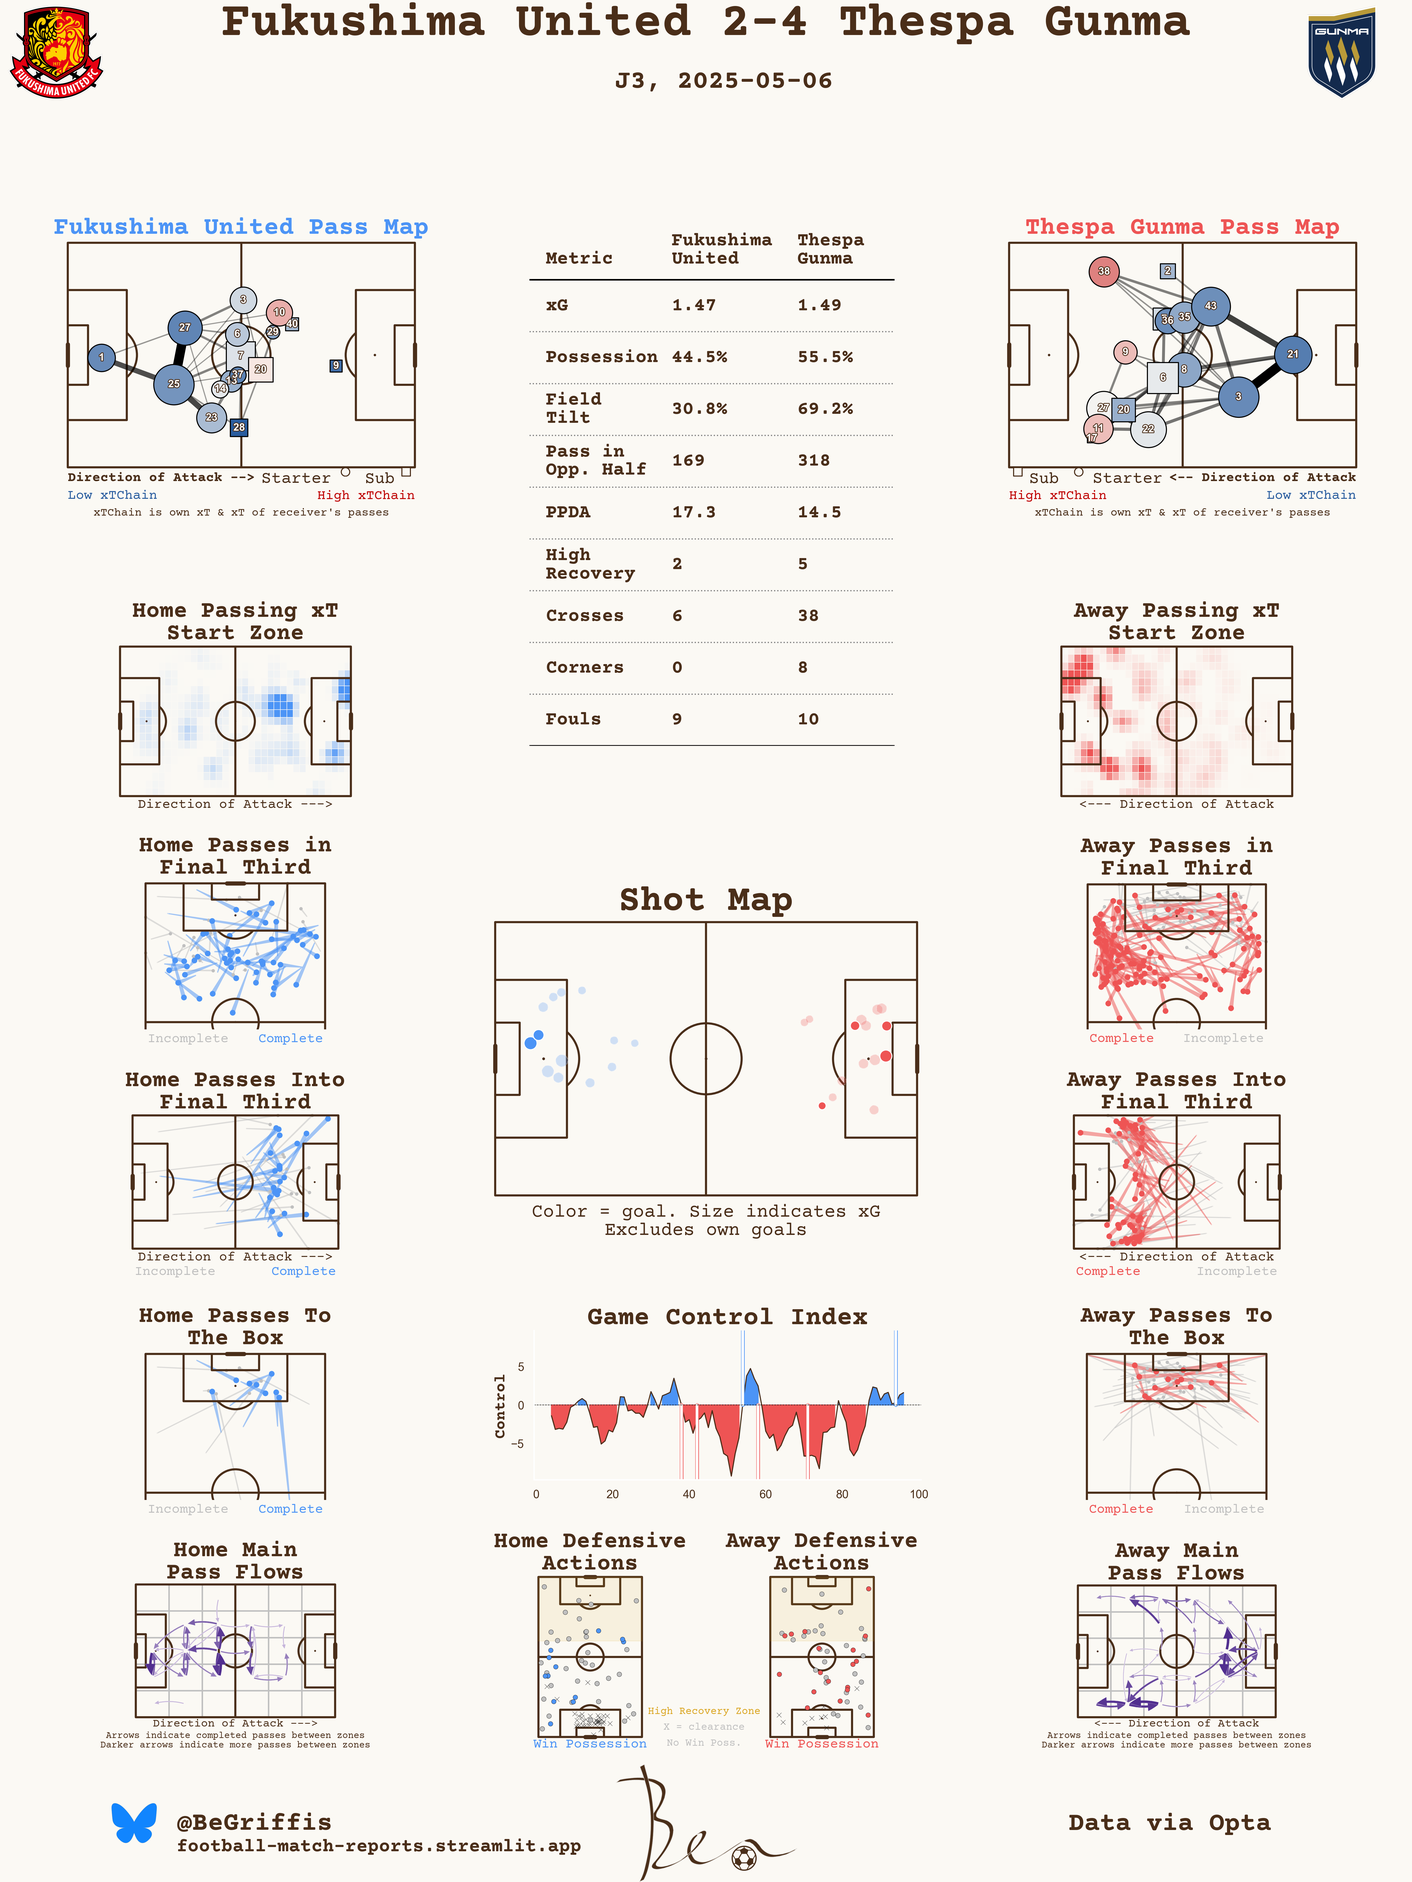 Fukushima United 2-4 Thespa Gunma
J3, 2025-05-06
FUKUSHIMA UNITED FC
GUNMA
Fukushima United Pass Map
1
27
25
23
3
6
7
10
40
29
20
37
13
14
28
9
Direction of Attack --> Starter Sub
Low xTChain High xTChain
xTChain is own xT & xT of receiver's passes
Metric Fukushima United Thespa Gunma
xG 1.47 1.49
Possession 44.5% 55.5%
Field Tilt 30.8% 69.2%
Pass in Opp. Half 169 318
PPDA 17.3 14.5
High Recovery 2 5
Crosses 6 38
Corners 0 8
Fouls 9 10
Thespa Gunma Pass Map
38
2
43
36
35
21
9
8
6
3
27
20
11
17
22
Sub Starter <-- Direction of Attack
High xTChain Low xTChain
xTChain is own xT & xT of receiver's passes
Home Passing xT
Start Zone
Direction of Attack --->
Away Passing xT
Start Zone
<--- Direction of Attack
Home Passes in
Final Third
Incomplete Complete
Away Passes in
Final Third
Complete Incomplete
Shot Map
Color = goal. Size indicates xG
Excludes own goals
Home Passes Into
Final Third
Direction of Attack --->
Incomplete Complete
Away Passes Into
Final Third
<--- Direction of Attack
Complete Incomplete
Home Passes To
The Box
Incomplete Complete
Game Control Index
Control
5
0
−5
0 20 40 60 80 100
Away Passes To
The Box
Complete Incomplete
Home Main
Pass Flows
Direction of Attack --->
Arrows indicate completed passes between zones
Darker arrows indicate more passes between zones
Home Defensive
Actions
Win Possession
High Recovery Zone
X = clearance
No Win Poss.
Away Defensive
Actions
Win Possession
Away Main
Pass Flows
<--- Direction of Attack
Arrows indicate completed passes between zones
Darker arrows indicate more passes between zones
@BeGriffis
football-match-reports.streamlit.app
Ben
Data via Opta